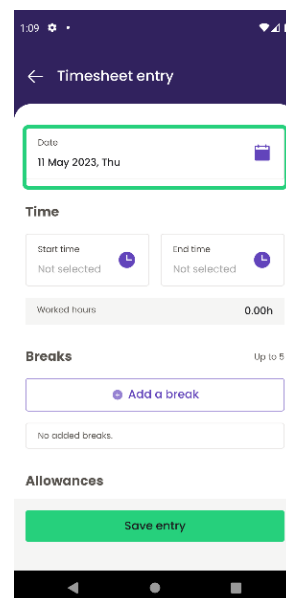 1:09
Timesheet entry
Date
11 May 2023, Thu
Time
Start time
Not selected
End time
Not selected
Worked hours
0.00h
Breaks
Up to 5
Add a break
No added breaks.
Allowances
Save entry